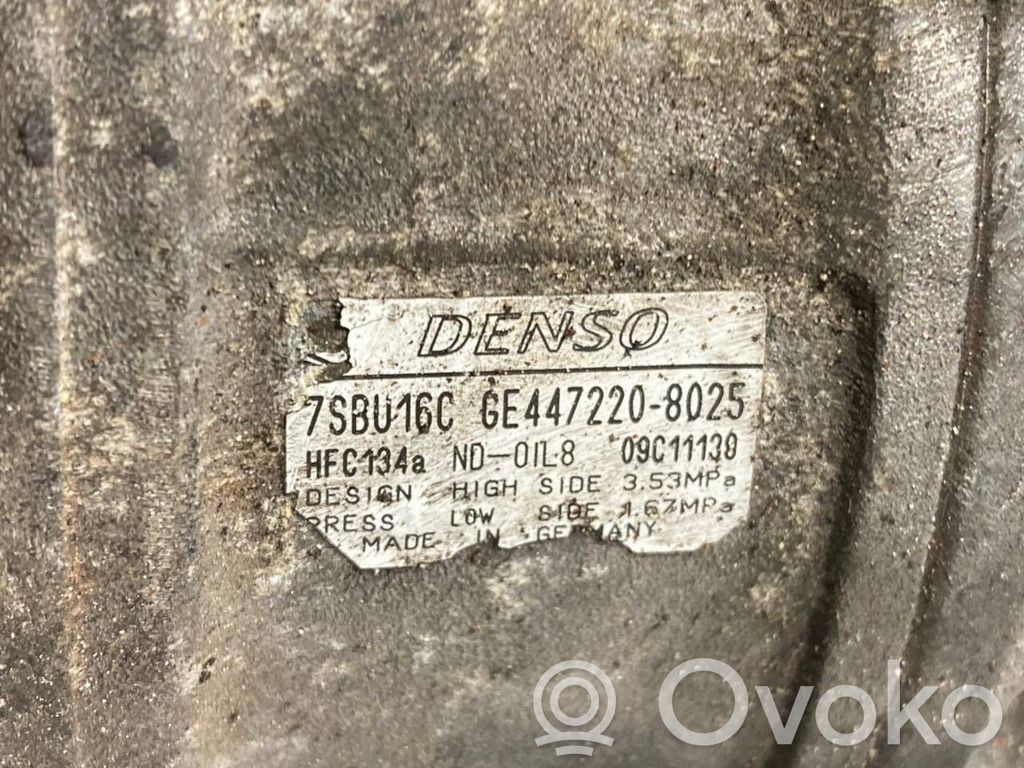 DENSO
7SBU16C GE447220-8025
HFC134a ND-OIL8 09C11139
DESIGN HIGH SIDE 3.53MPa
PRESS LOW SIDE 1.67MPa
MADE IN GERMANY
Ovoko